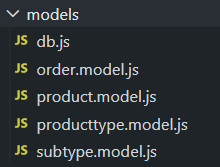 models
JS db.js
JS order.model.js
JS product.model.js
JS producttype.model.js
JS subtype.model.js